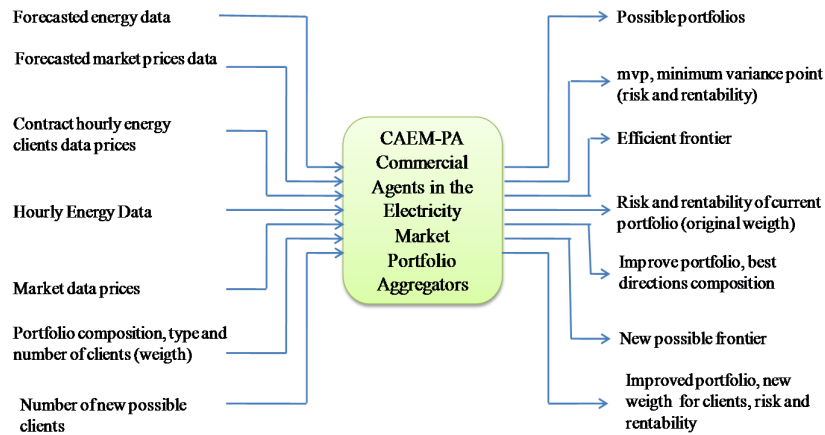 Forecasted energy data
Forecasted market prices data
Contract hourly energy
clients data prices
Hourly Energy Data
Market data prices
Portfolio composition, type and
number of clients (weigth)
Number of new possible
clients
CAEM-PA
Commercial
Agents in the
Electricity
Market
Portfolio
Aggregators
Possible portfolios
mvp, minimum variance point
(risk and rentability)
Efficient frontier
Risk and rentability of current
portfolio (original weigth)
Improve portfolio, best
directions composition
New possible frontier
Improved portfolio, new
weigth for clients, risk and
rentability